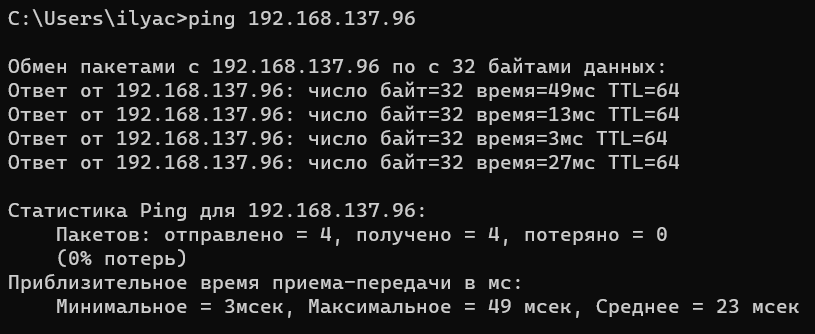 C:\Users\ilyac>ping 192.168.137.96
Обмен пакетами с 192.168.137.96 по с 32 байтами данных:
Ответ от 192.168.137.96: число байт=32 время=49мс TTL=64
Ответ от 192.168.137.96: число байт=32 время=13мс TTL=64
Ответ от 192.168.137.96: число байт=32 время=3мс TTL=64
Ответ от 192.168.137.96: число байт=32 время=27мс TTL=64
Статистика Ping для 192.168.137.96:
Пакетов: отправлено = 4, получено = 4, потеряно = 0
(0% потерь)
Приблизительное время приема-передачи в мс:
Минимальное = 3мсек, Максимальное = 49 мсек, Среднее = 23 мсек